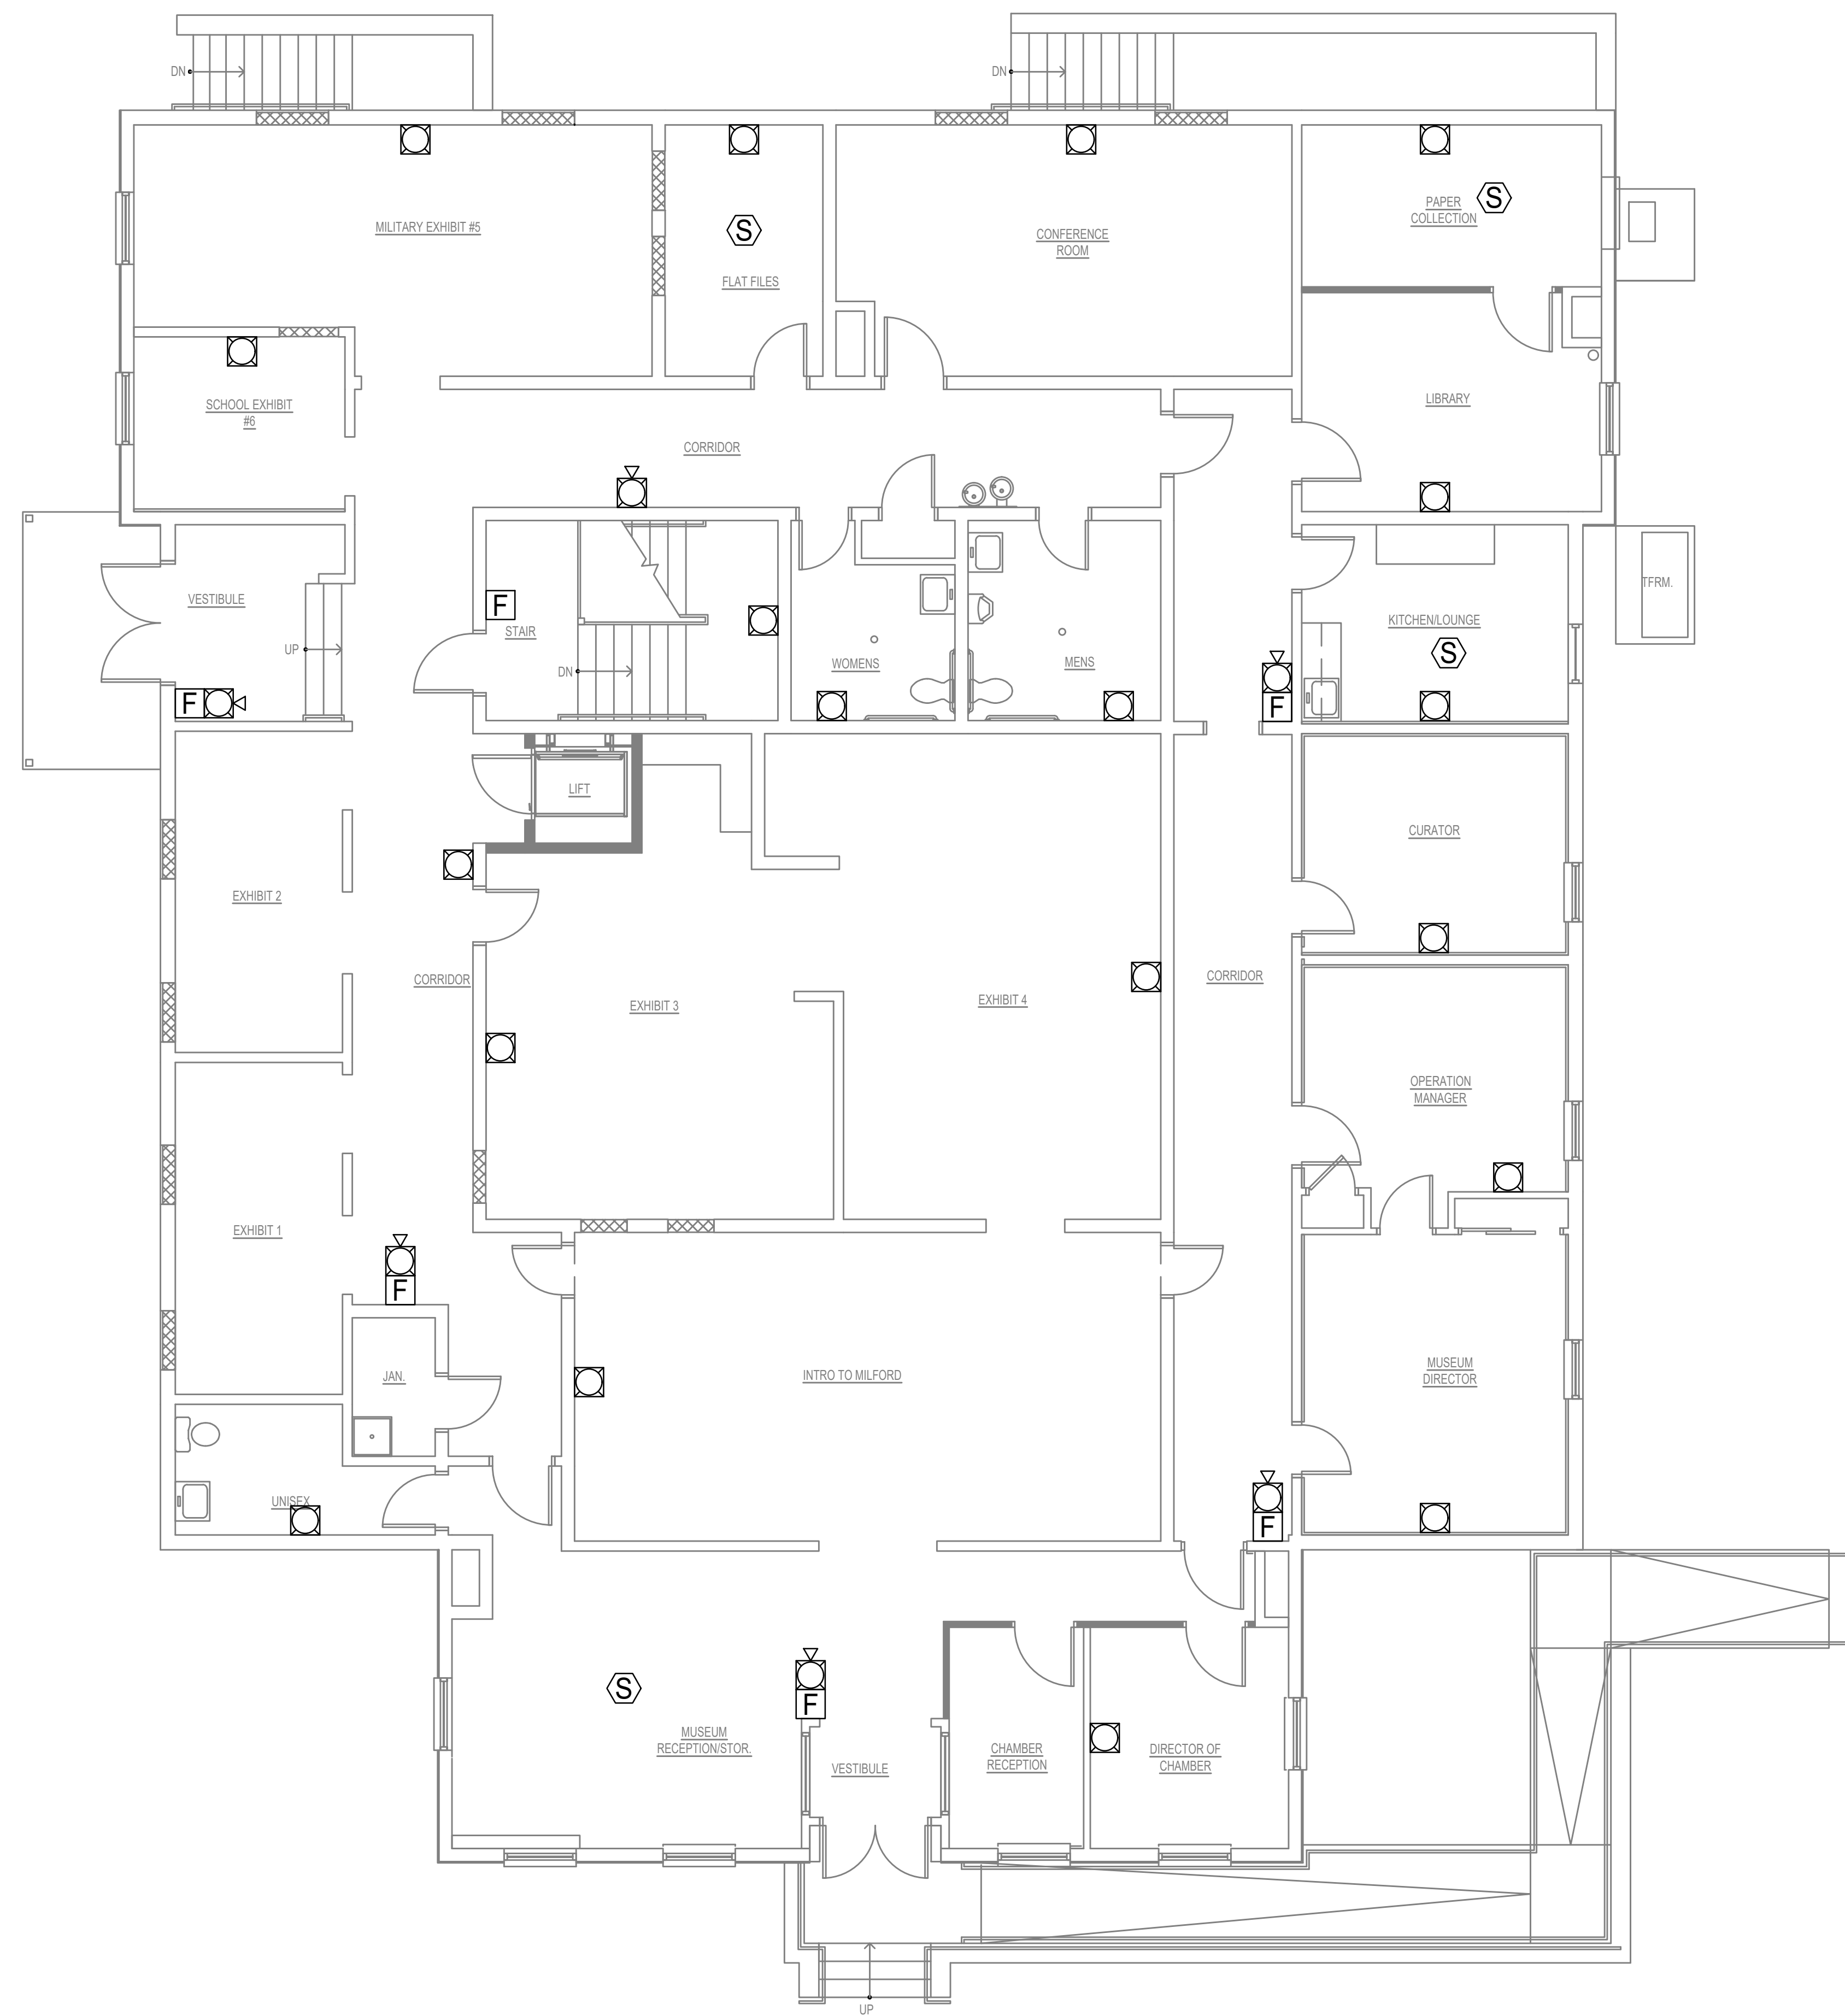 DN
DN
MILITARY EXHIBIT #5
S
FLAT FILES
CONFERENCE
ROOM
PAPER
COLLECTION
S
SCHOOL EXHIBIT
#6
LIBRARY
CORRIDOR
VESTIBULE
UP
F
F
STAIR
DN
WOMENS
MENS
KITCHEN/LOUNGE
S
F
TFRM.
LIFT
CURATOR
EXHIBIT 2
CORRIDOR
EXHIBIT 3
EXHIBIT 4
CORRIDOR
OPERATION
MANAGER
EXHIBIT 1
F
JAN.
INTRO TO MILFORD
MUSEUM
DIRECTOR
UNISEX
F
S
F
MUSEUM
RECEPTION/STOR.
VESTIBULE
CHAMBER
RECEPTION
DIRECTOR OF
CHAMBER
UP